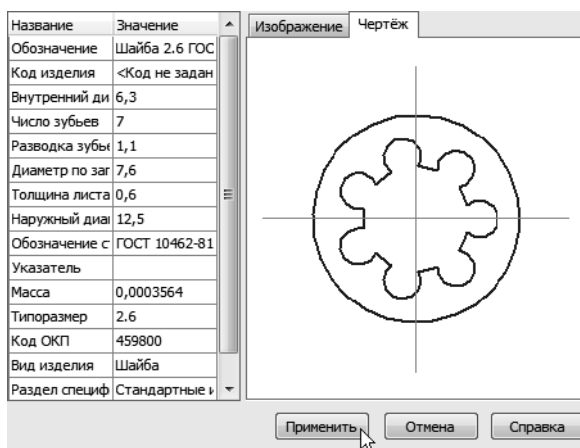 Название Значение
Обозначение Шайба 2.6 ГОС
Код изделия <Код не задан
Внутренний ди 6,3
Число зубьев 7
Разводка зубье 1,1
Диаметр по заг 7,6
Толщина листа 0,6
Наружный диа 12,5
Обозначение с ГОСТ 10462-81
Указатель
Масса 0,0003564
Типоразмер 2.6
Код ОКП 459800
Вид изделия Шайба
Раздел специф Стандартные и
Изображение Чертёж
Применить Отмена Справка